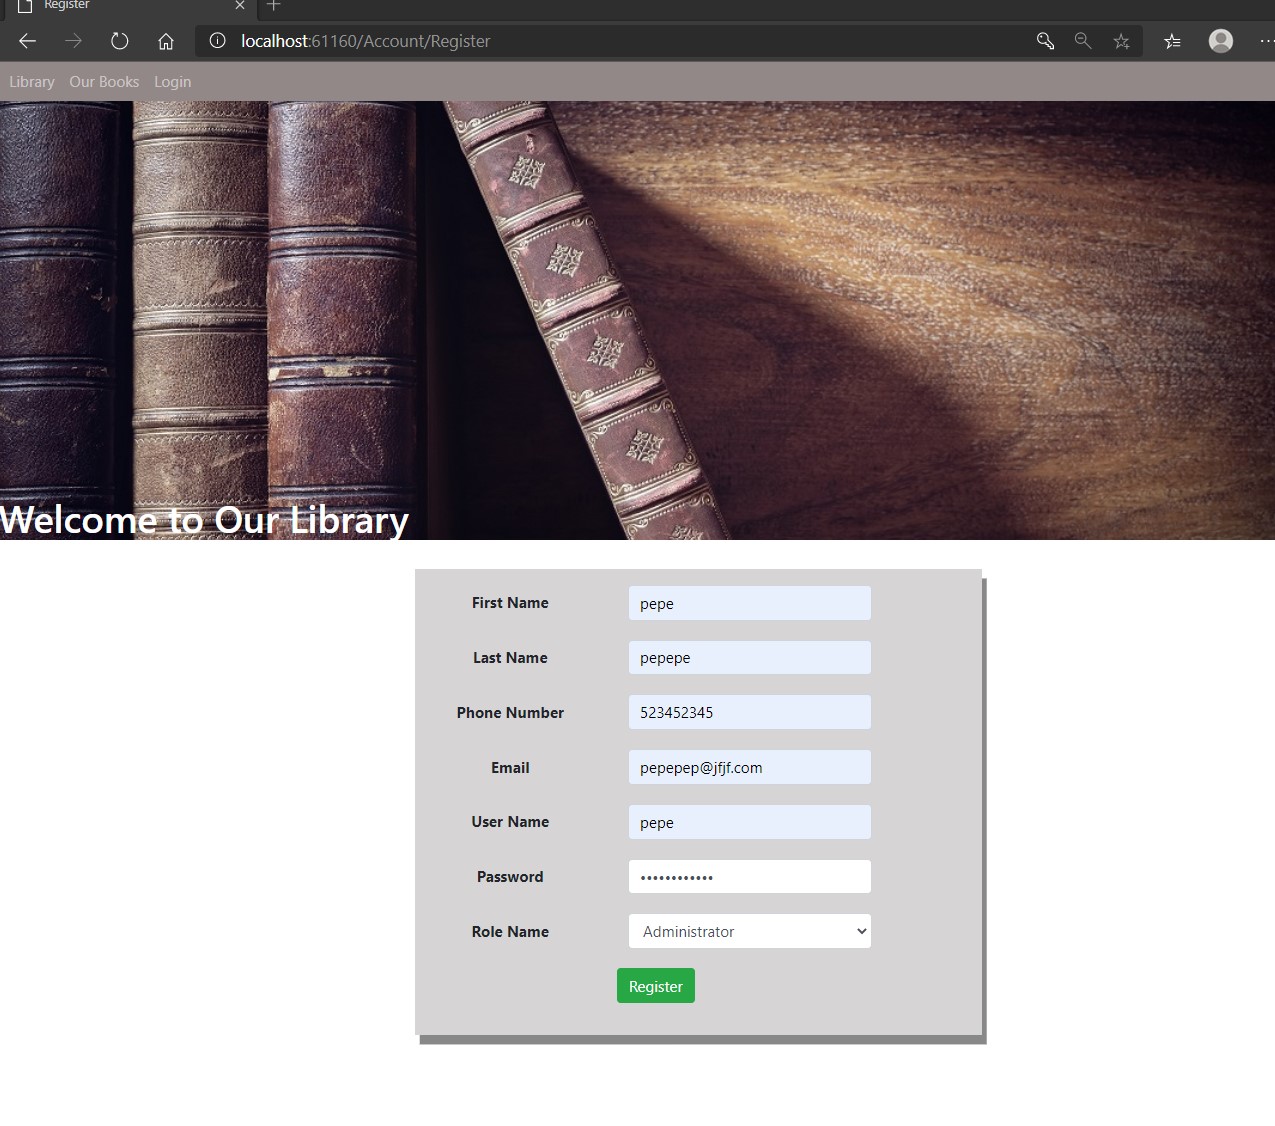 Register
localhost:61160/Account/Register
Library Our Books Login
Welcome to Our Library
First Name pepe
Last Name pepepe
Phone Number 523452345
Email pepepep@jfjf.com
User Name pepe
Password ••••••••••••
Role Name Administrator
Register